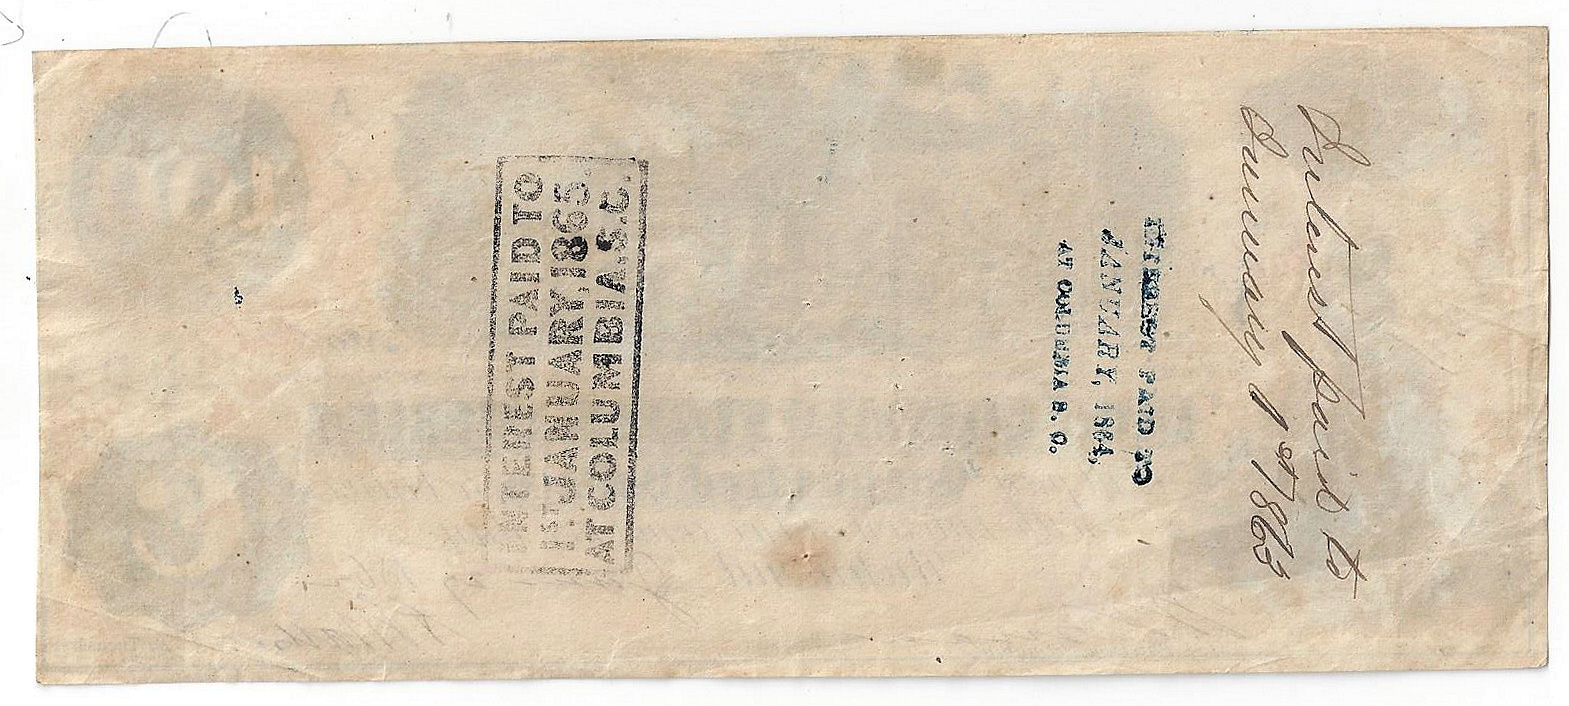 Interest paid to
January 1st 1863
INTEREST PAID TO
JANUARY, 1864,
AT COLUMBIA S. C.
INTEREST PAID TO
1ST JANUARY, 1865.
AT COLUMBIA. S. C.